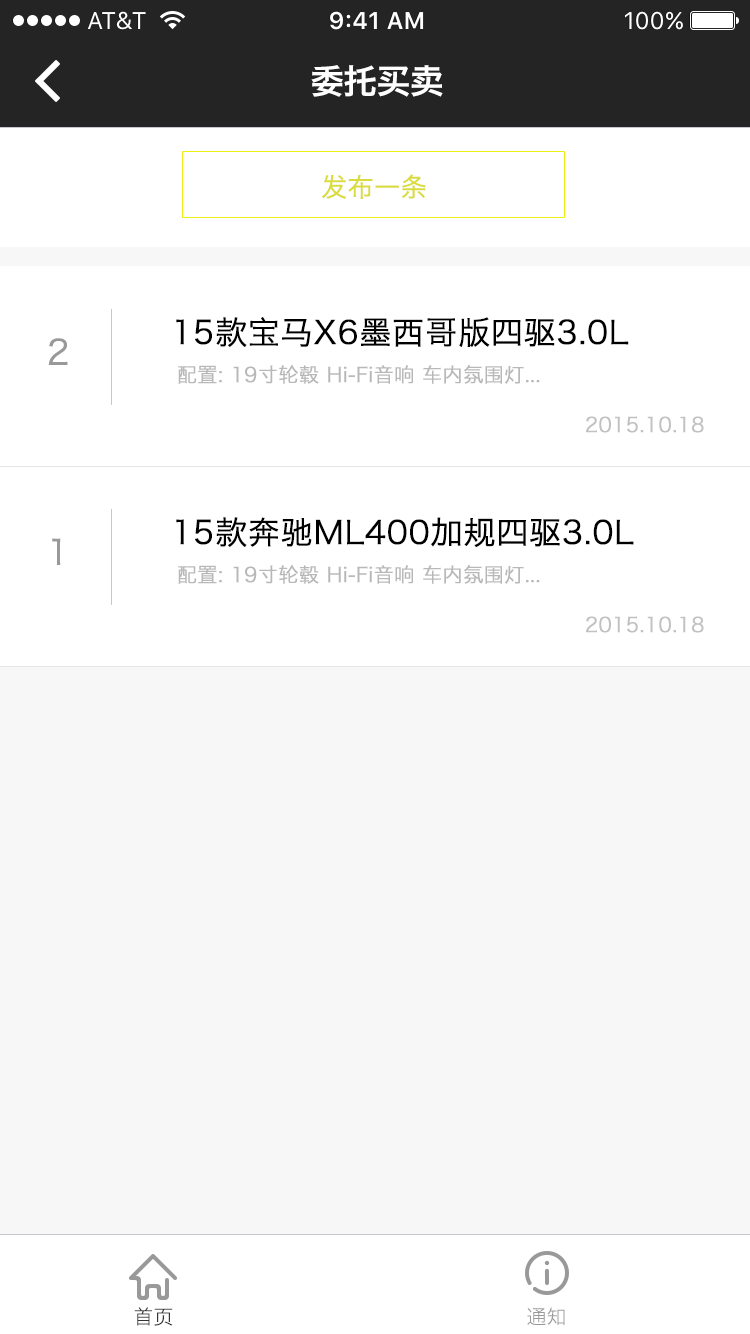 AT&T 9:41 AM 100%
委托买卖
发布一条
2
15款宝马X6墨西哥版四驱3.0L
配置: 19寸轮毂 Hi-Fi音响 车内氛围灯...
2015.10.18
1
15款奔驰ML400加规四驱3.0L
配置: 19寸轮毂 Hi-Fi音响 车内氛围灯...
2015.10.18
首页 通知